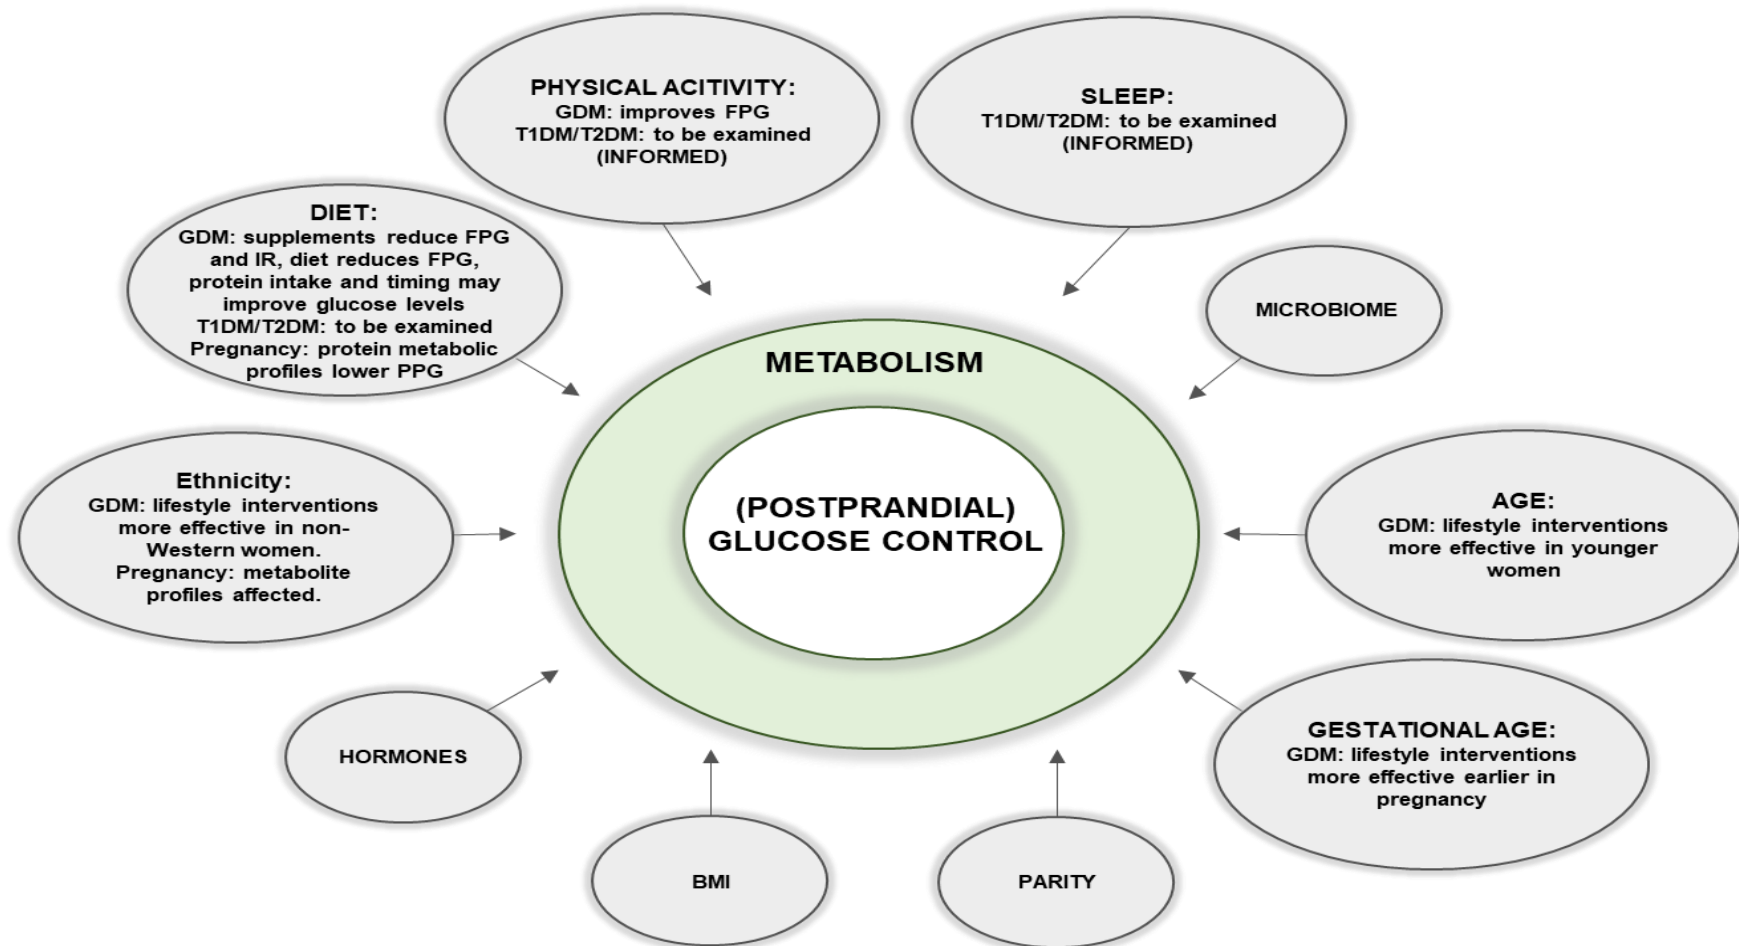 PHYSICAL ACITIVITY:
GDM: improves FPG
T1DM/T2DM: to be examined
(INFORMED)
SLEEP:
T1DM/T2DM: to be examined
(INFORMED)
DIET:
GDM: supplements reduce FPG
and IR, diet reduces FPG,
protein intake and timing may
improve glucose levels
T1DM/T2DM: to be examined
Pregnancy: protein metabolic
profiles lower PPG
MICROBIOME
METABOLISM
(POSTPRANDIAL)
GLUCOSE CONTROL
Ethnicity:
GDM: lifestyle interventions
more effective in non-
Western women.
Pregnancy: metabolite
profiles affected.
AGE:
GDM: lifestyle interventions
more effective in younger
women
HORMONES
GESTATIONAL AGE:
GDM: lifestyle interventions
more effective earlier in
pregnancy
BMI
PARITY